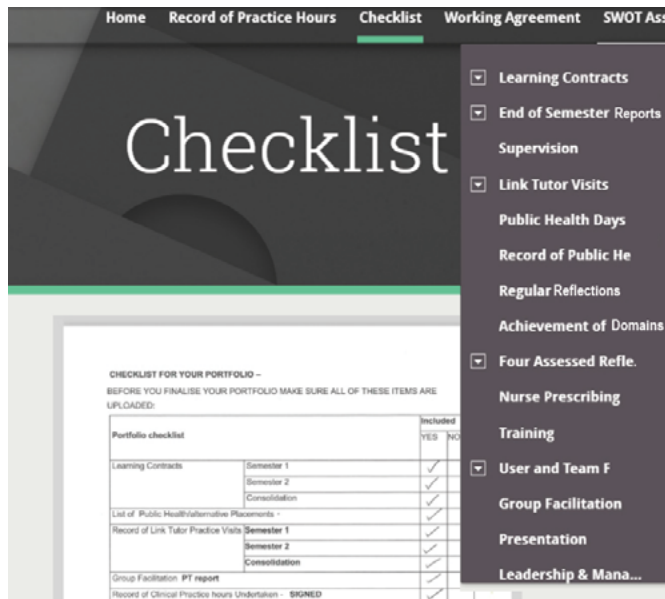 Home Record of Practice Hours Checklist Working Agreement SWOT Ass
Checklist
Learning Contracts
End of Semester Reports
Supervision
Link Tutor Visits
Public Health Days
Record of Public He
Regular Reflections
Achievement of Domains
Four Assessed Refle.
Nurse Prescribing
Training
User and Team F
Group Facilitation
Presentation
Leadership & Mana...
CHECKLIST FOR YOUR PORTFOLIO –
BEFORE YOU FINALISE YOUR PORTFOLIO MAKE SURE ALL OF THESE ITEMS ARE
UPLOADED:
Included
Portfolio checklist YES NO
Learning Contracts Semester 1
Semester 2
Consolidation
List of Public Health/alternative Placements -
Record of Link Tutor Practice Visits Semester 1
Semester 2
Consolidation
Group Facilitation PT report
Record of Clinical Practice hours Undertaken - SIGNED